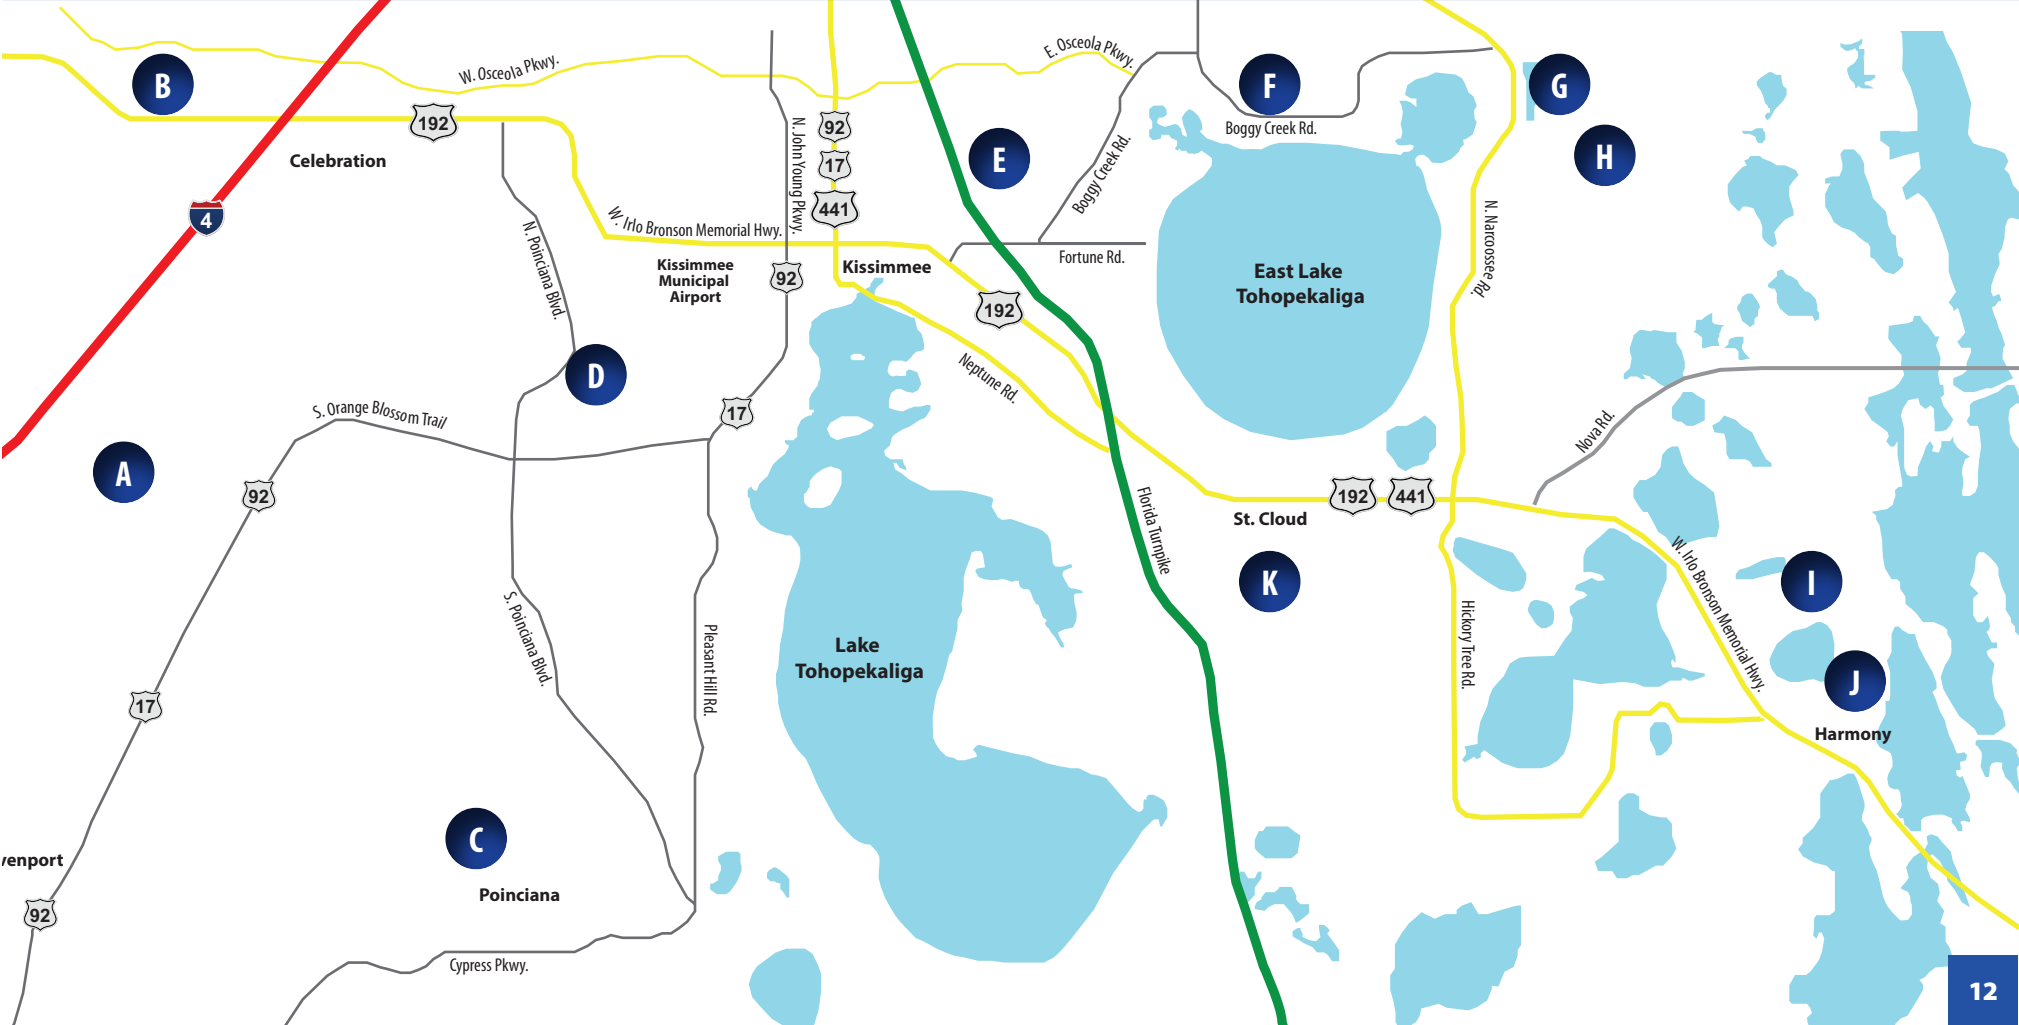 B
W. Osceola Pkwy.
E. Osceola Pkwy.
F
G
192
92
Boggy Creek Rd.
H
Celebration
N. John Young Pkwy.
17
E
Boggy Creek Rd.
4
441
N. Poinciana Blvd.
W. Irlo Bronson Memorial Hwy.
N. Narcoossee Rd.
Kissimmee
Municipal
Airport
92
Kissimmee
Fortune Rd.
East Lake
Tohopekaliga
192
D
Neptune Rd.
S. Orange Blossom Trail
17
Nova Rd.
A
92
Florida Turnpike
192
441
St. Cloud
K
W. Irlo Bronson Memorial Hwy.
I
S. Poinciana Blvd.
Pleasant Hill Rd.
Lake
Tohopekaliga
Hickory Tree Rd.
J
17
Harmony
C
venport
Poinciana
92
Cypress Pkwy.
12